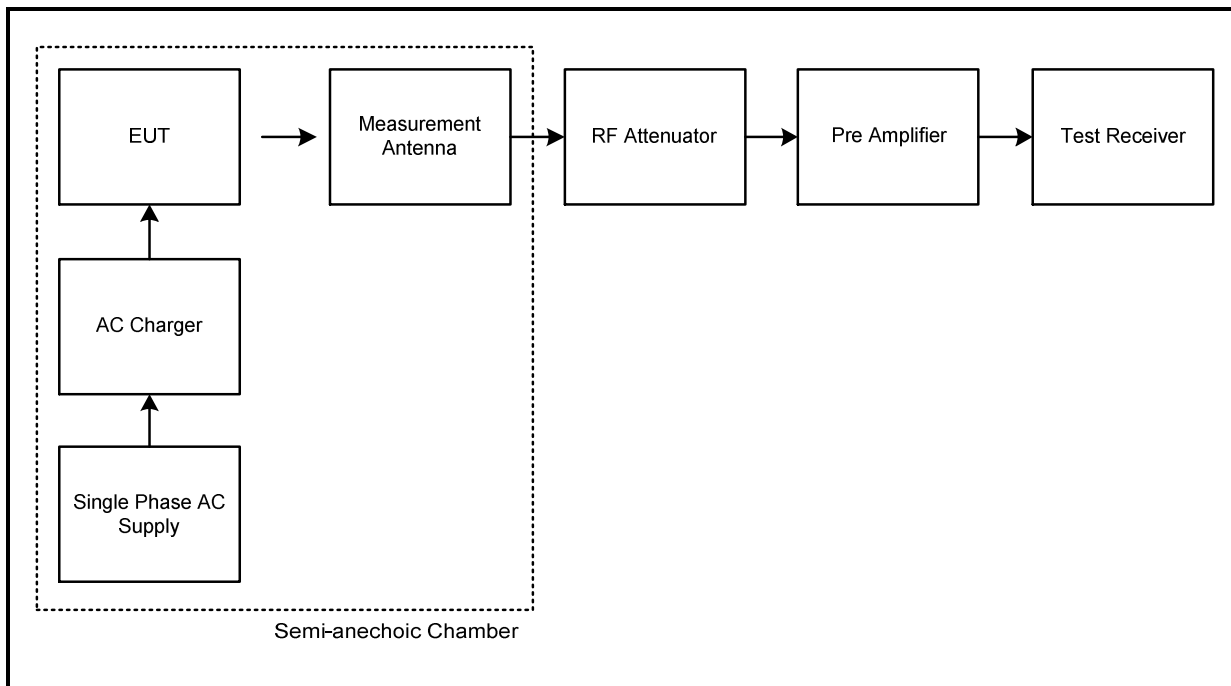 EUT
Measurement
Antenna
RF Attenuator
Pre Amplifier
Test Receiver
AC Charger
Single Phase AC
Supply
Semi-anechoic Chamber